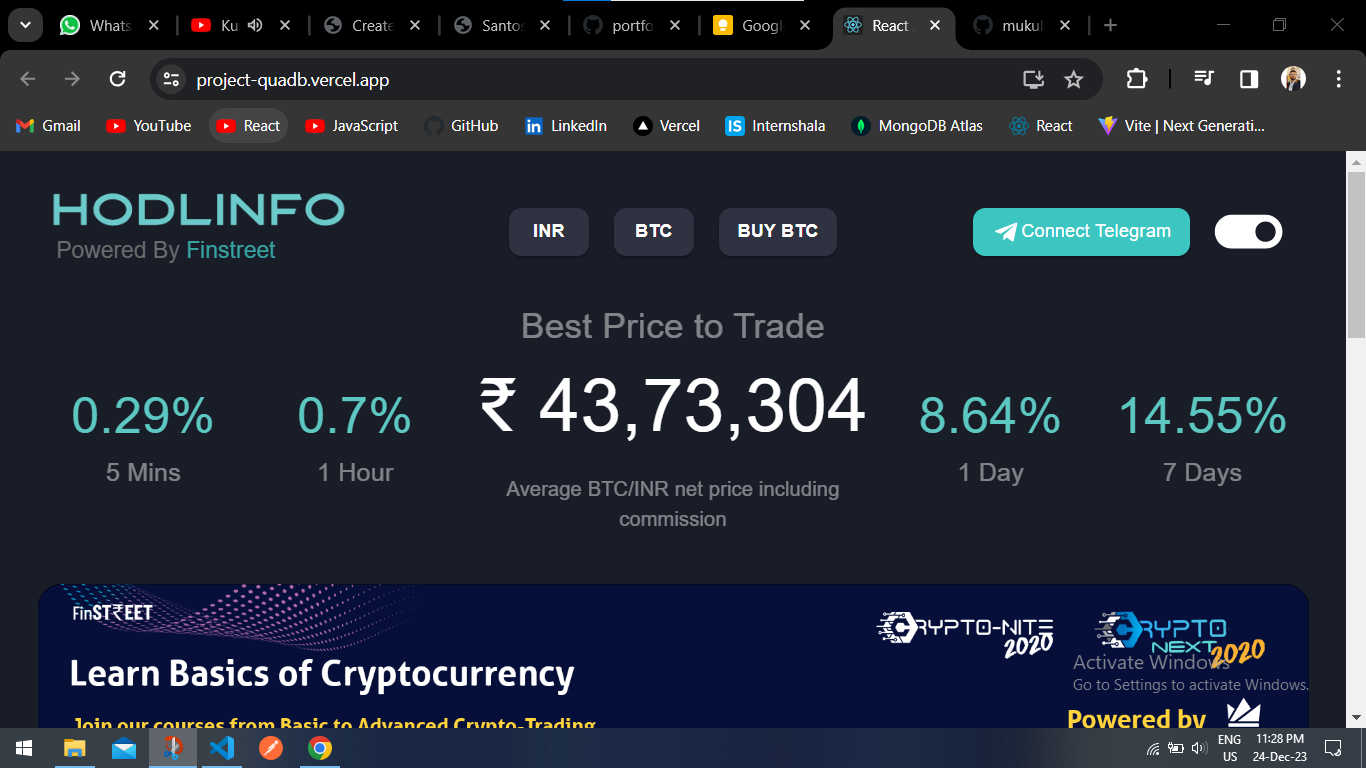 Whats
Ku
Create
Santos
portfo
Google
React
mukul
project-quadb.vercel.app
Gmail
YouTube
React
JavaScript
GitHub
LinkedIn
Vercel
IS
Internshala
MongoDB Atlas
React
Vite | Next Generati...
HODLINFO
Powered By Finstreet
INR
BTC
BUY BTC
Connect Telegram
Best Price to Trade
0.29%
5 Mins
0.7%
1 Hour
₹ 43,73,304
Average BTC/INR net price including
commission
8.64%
1 Day
14.55%
7 Days
FinST₹EET
CRYPTO-NITE
2020
CRYPTO
NEXT
2020
Learn Basics of Cryptocurrency
Join our courses from Basic to Advanced Crypto-Trading
Powered by
Activate Windows
Go to Settings to activate Windows.
ENG
US
11:28 PM
24-Dec-23